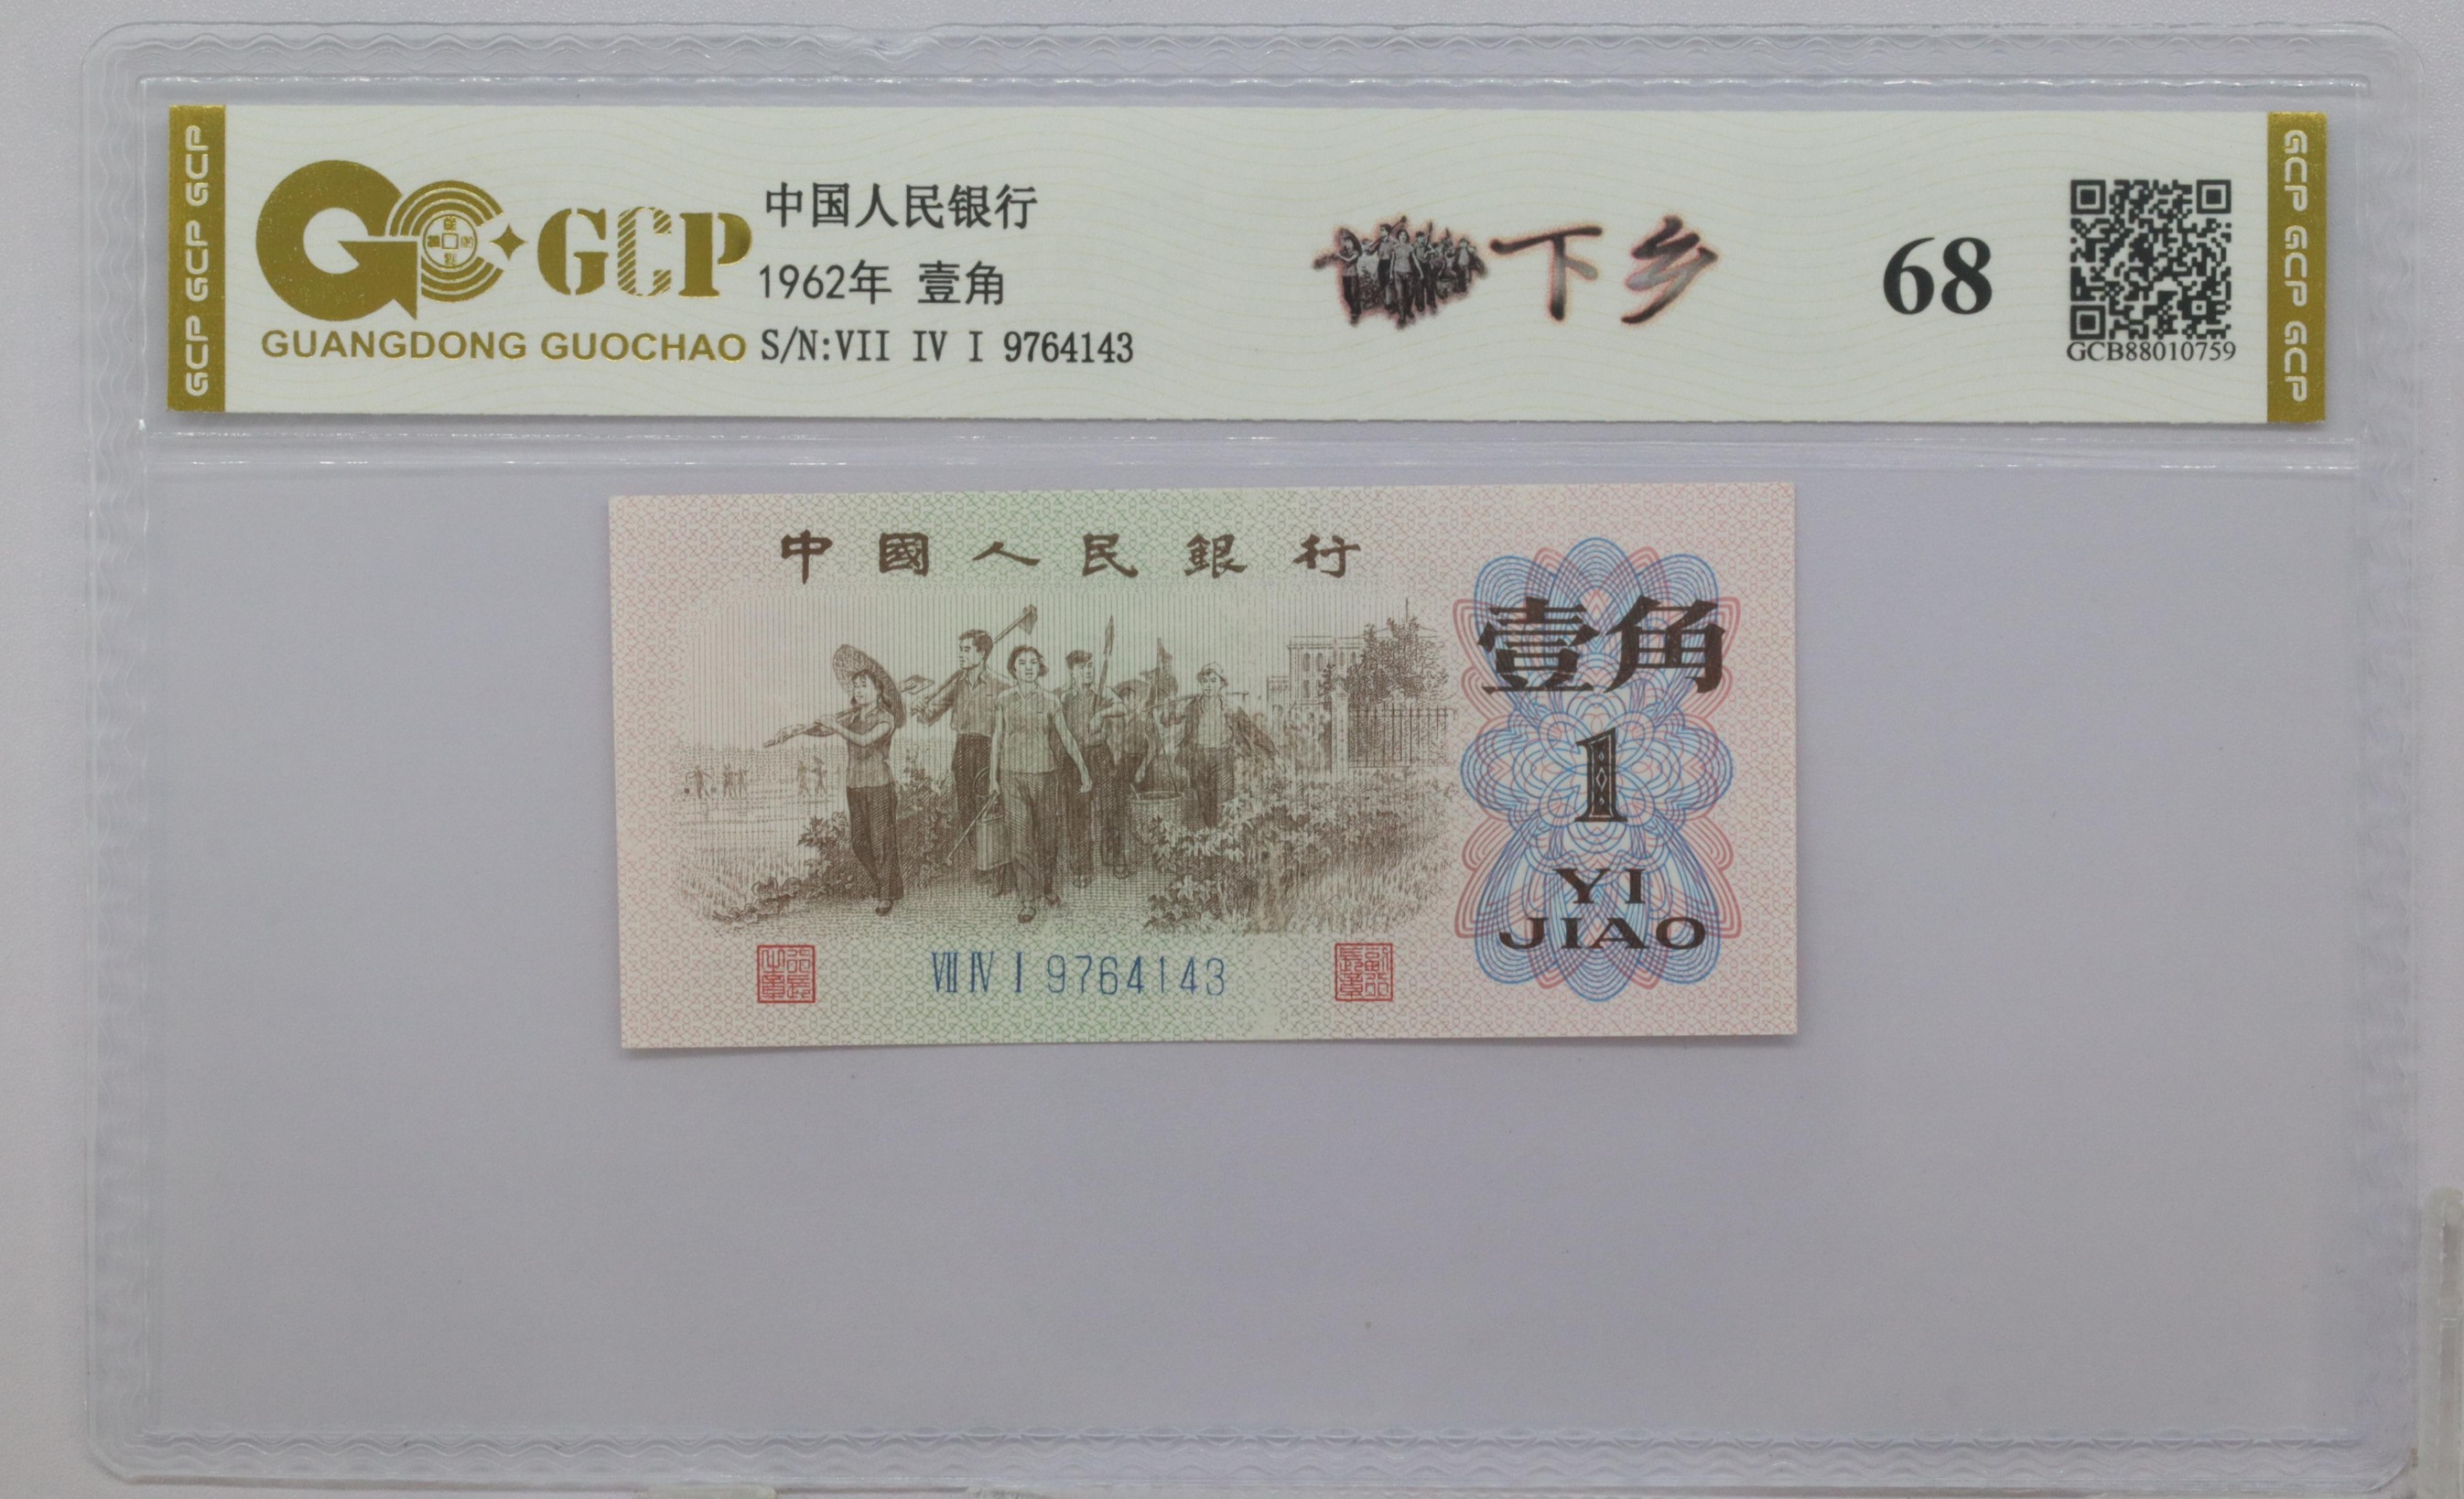 GCP GCP GCP
GCP
GUANGDONG GUOCHAO
中国人民银行
1962年 壹角
S/N:VII IV I 9764143
下乡
68
GCB88010759
GCP GCP GCP
中國人民銀行
壹角
1
YI
JIAO
VII IV I 9764143